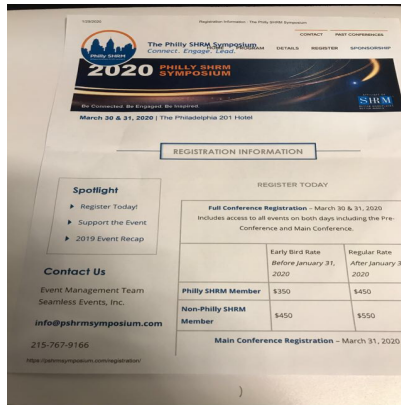 Registration Information - The Philly SHRM Symposium
CONTACT PAST CONFERENCES
The Philly SHRM Symposium
Connect. Engage. Lead.
HOME PROGRAM DETAILS REGISTER SPONSORSHIP
Philly SHRM
2020 PHILLY SHRM
SYMPOSIUM
SHRM
Be Connected. Be Engaged. Be Inspired.
March 30 & 31, 2020 | The Philadelphia 201 Hotel
REGISTRATION INFORMATION
Spotlight
Register Today!
Support the Event
2019 Event Recap
Contact Us
Event Management Team
Seamless Events, Inc.
info@pshrmsymposium.com
215-767-9166
https://pshrmsymposium.com/registration/
REGISTER TODAY
Full Conference Registration – March 30 & 31, 2020
Includes access to all events on both days including the Pre-
Conference and Main Conference.
Early Bird Rate
Before January 31,
2020
Regular Rate
After January 3
2020
Philly SHRM Member $350 $450
Non-Philly SHRM
Member $450 $550
Main Conference Registration – March 31, 2020